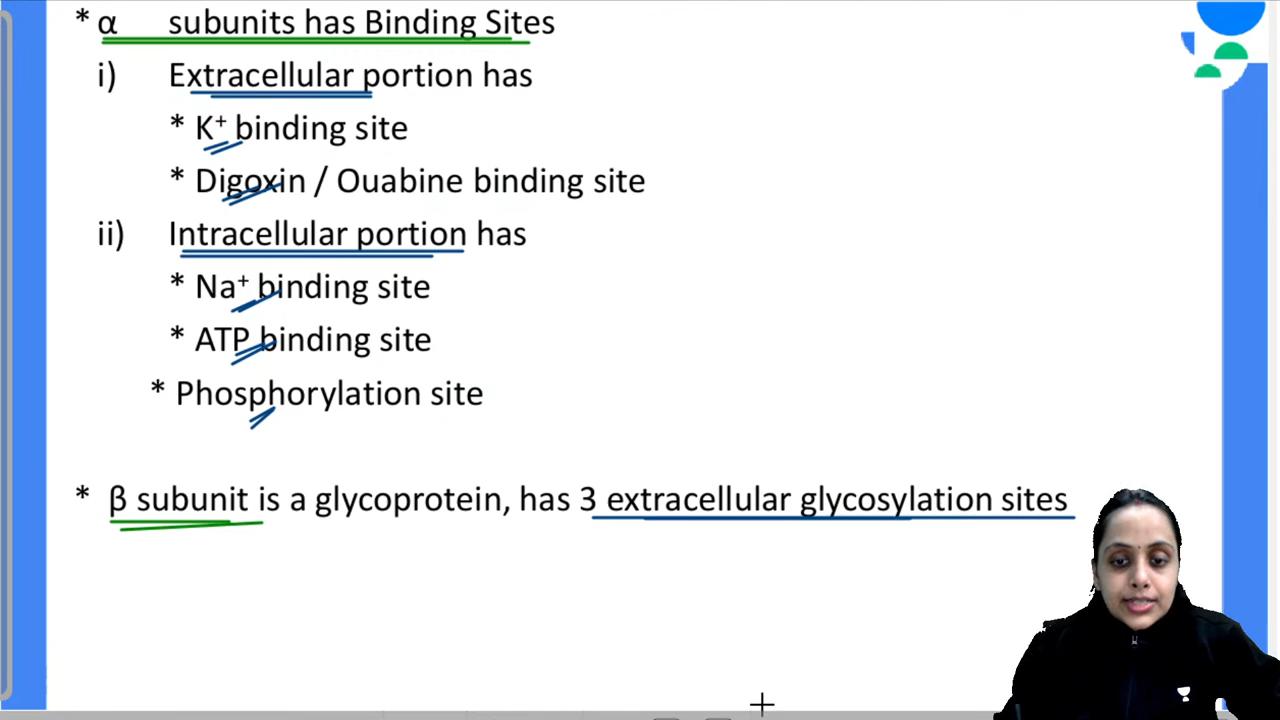 * α subunits has Binding Sites
i) Extracellular portion has
* K⁺ binding site
* Digoxin / Ouabine binding site
ii) Intracellular portion has
* Na⁺ binding site
* ATP binding site
* Phosphorylation site
* β subunit is a glycoprotein, has 3 extracellular glycosylation sites